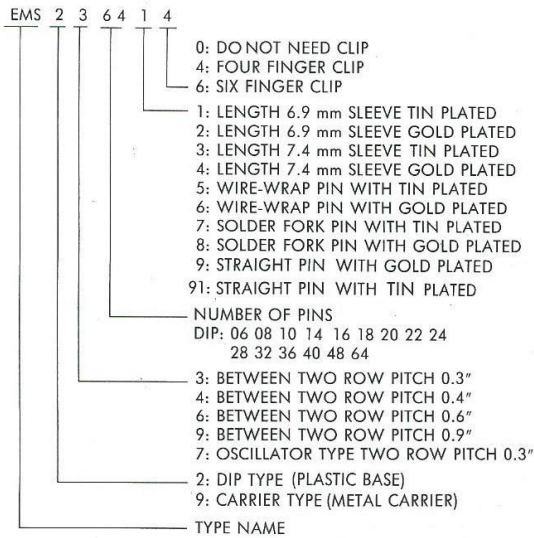 EMS 2 3 64 1 4
0: DO NOT NEED CLIP
4: FOUR FINGER CLIP
6: SIX FINGER CLIP
1: LENGTH 6.9 mm SLEEVE TIN PLATED
2: LENGTH 6.9 mm SLEEVE GOLD PLATED
3: LENGTH 7.4 mm SLEEVE TIN PLATED
4: LENGTH 7.4 mm SLEEVE GOLD PLATED
5: WIRE-WRAP PIN WITH TIN PLATED
6: WIRE-WRAP PIN WITH GOLD PLATED
7: SOLDER FORK PIN WITH TIN PLATED
8: SOLDER FORK PIN WITH GOLD PLATED
9: STRAIGHT PIN WITH GOLD PLATED
91: STRAIGHT PIN WITH TIN PLATED
NUMBER OF PINS
DIP: 06 08 10 14 16 18 20 22 24
28 32 36 40 48 64
3: BETWEEN TWO ROW PITCH 0.3"
4: BETWEEN TWO ROW PITCH 0.4"
6: BETWEEN TWO ROW PITCH 0.6"
9: BETWEEN TWO ROW PITCH 0.9"
7: OSCILLATOR TYPE TWO ROW PITCH 0.3"
2: DIP TYPE (PLASTIC BASE)
9: CARRIER TYPE (METAL CARRIER)
TYPE NAME